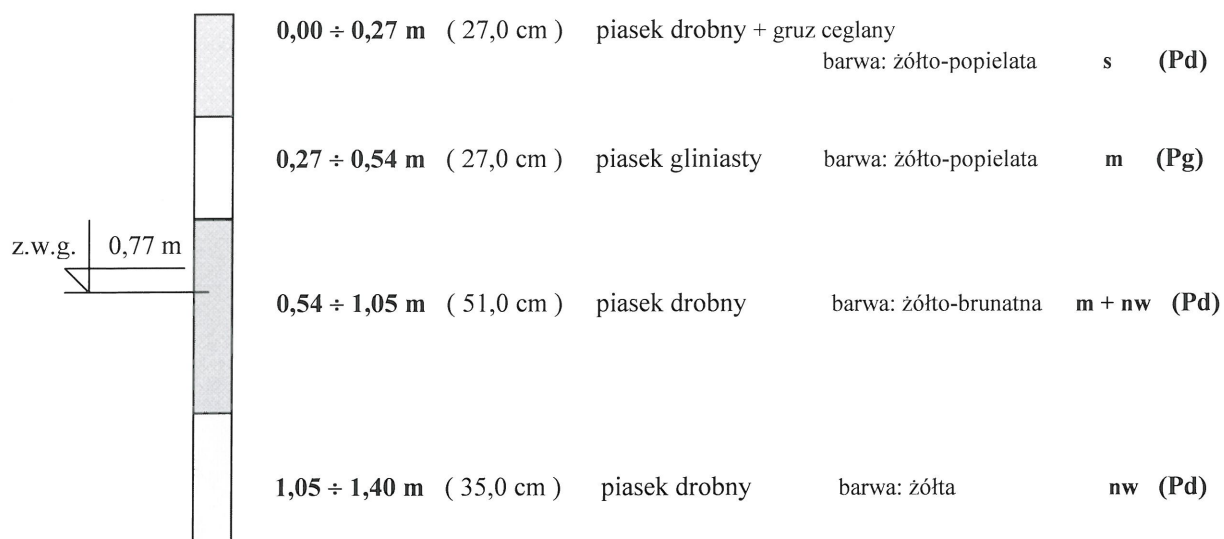 0,00 ÷ 0,27 m ( 27,0 cm ) piasek drobny + gruz ceglany
barwa: żółto-popielata s (Pd)
0,27 ÷ 0,54 m ( 27,0 cm ) piasek gliniasty barwa: żółto-popielata m (Pg)
z.w.g. 0,77 m
0,54 ÷ 1,05 m ( 51,0 cm ) piasek drobny barwa: żółto-brunatna m + nw (Pd)
1,05 ÷ 1,40 m ( 35,0 cm ) piasek drobny barwa: żółta nw (Pd)